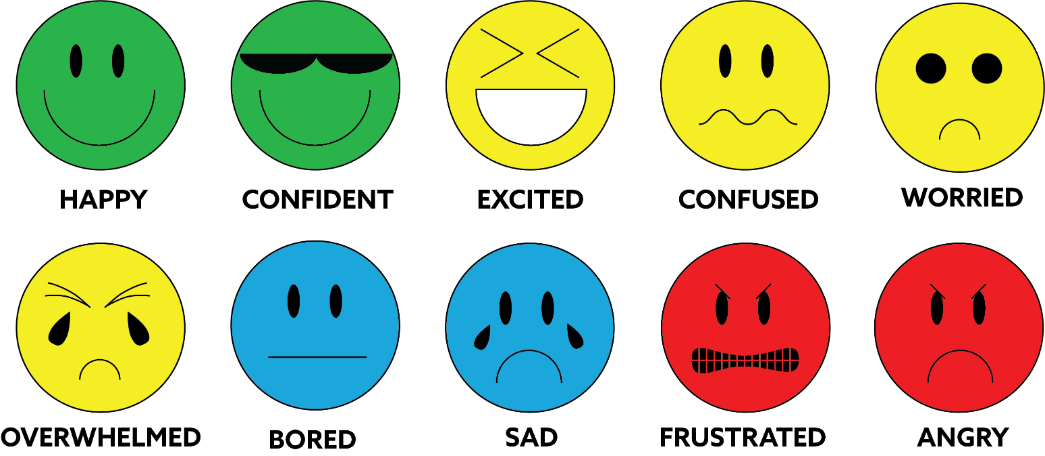 HAPPY
CONFIDENT
EXCITED
CONFUSED
WORRIED
OVERWHELMED
BORED
SAD
FRUSTRATED
ANGRY